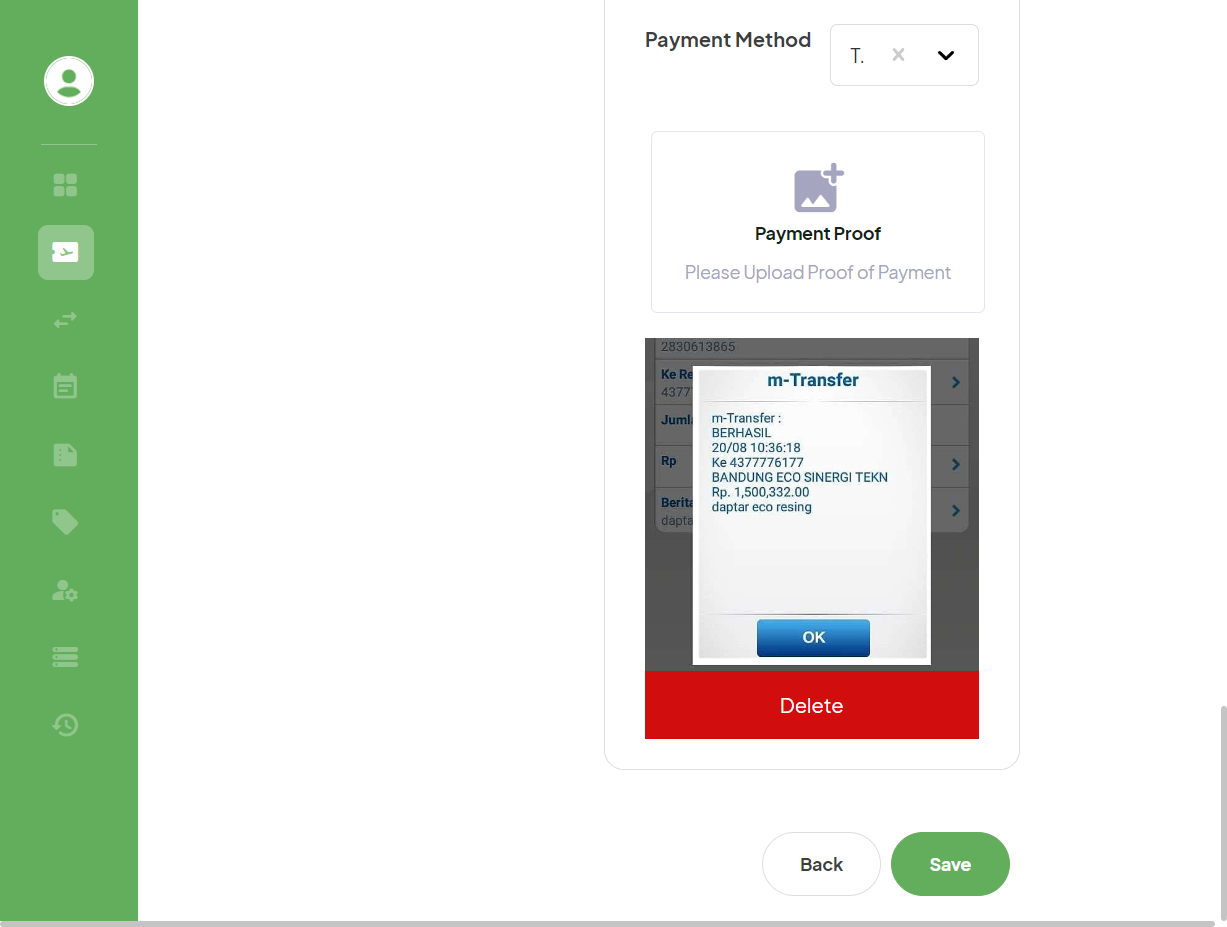 Payment Method
T.
Payment Proof
Please Upload Proof of Payment
2830613865
Ke Re
4377
Jumla
Rp
Berita
dapta
m-Transfer
m-Transfer :
BERHASIL
20/08 10:36:18
Ke 4377776177
BANDUNG ECO SINERGI TEKN
Rp. 1,500,332.00
daptar eco resing
OK
Delete
Back
Save